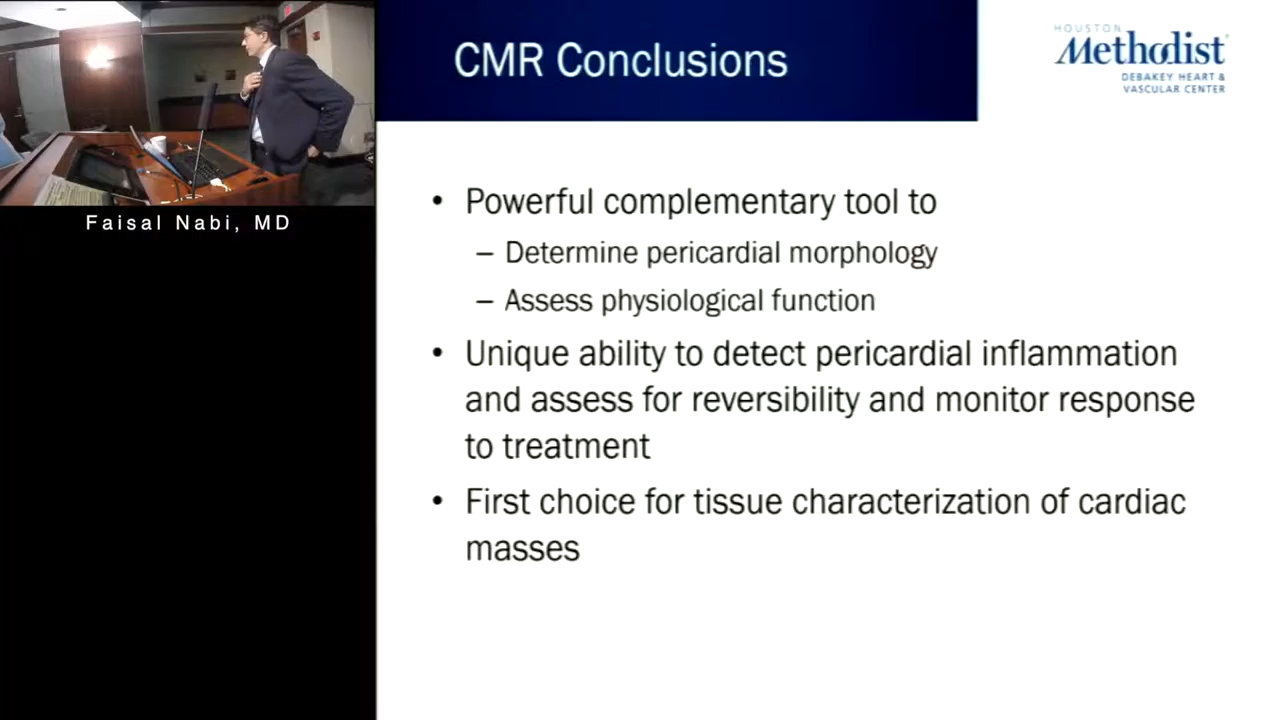 CMR Conclusions
HOUSTON
Methodist
DEBAKEY HEART &
VASCULAR CENTER
Faisal Nabi, MD
• Powerful complementary tool to
– Determine pericardial morphology
– Assess physiological function
• Unique ability to detect pericardial inflammation
and assess for reversibility and monitor response
to treatment
• First choice for tissue characterization of cardiac
masses